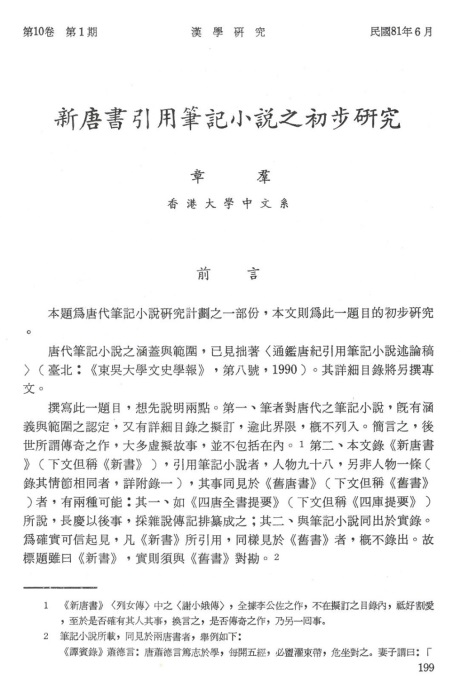 第10卷 第1期 漢學研究 民國81年6月
新唐書引用筆記小説之初步研究
章羣
香港大學中文系
前言
本題爲唐代筆記小說研究計劃之一部份，本文則爲此一題目的初步研究
。
唐代筆記小說之涵蓋與範圍，已見拙著〈通鑑唐紀引用筆記小說述論稿
〉（臺北：《東吳大學文史學報》，第八號，1990）。其詳細目錄將另撰專
文。
撰寫此一題目，想先說明兩點。第一、筆者對唐代之筆記小說，旣有涵
義與範圍之認定，又有詳細目錄之擬訂，逾此界限，概不列入。簡言之，後
世所謂傳奇之作，大多虛擬故事，並不包括在內。1 第二、本文錄《新唐書
》（下文但稱《新書》），引用筆記小說者，人物九十八，另非人物一條（
錄其情節相同者，詳附錄一），其事同見於《舊唐書》（下文但稱《舊書》
）者，有兩種可能：其一、如《四唐全書提要》（下文但稱《四庫提要》）
所說，長慶以後事，採雜說傳記排纂成之；其二、與筆記小說同出於實錄。
爲確實可信起見，凡《新書》所引用，同樣見於《舊書》者，概不錄出。故
標題雖曰《新書》，實則須與《舊書》對勘。2
1 《新唐書》〈列女傳〉中之〈謝小娥傳〉，全據李公佐之作，不在擬訂之目錄內，祗好割愛
，至於是否確有其人其事，換言之，是否傳奇之作，乃另一囘事。
2 筆記小說所載，同見於兩唐書者，舉例如下：
《譚賓錄》蕭德言：唐蕭德言篤志於學，每開五經，必盥濯束帶，危坐對之。妻子謂曰：「
199